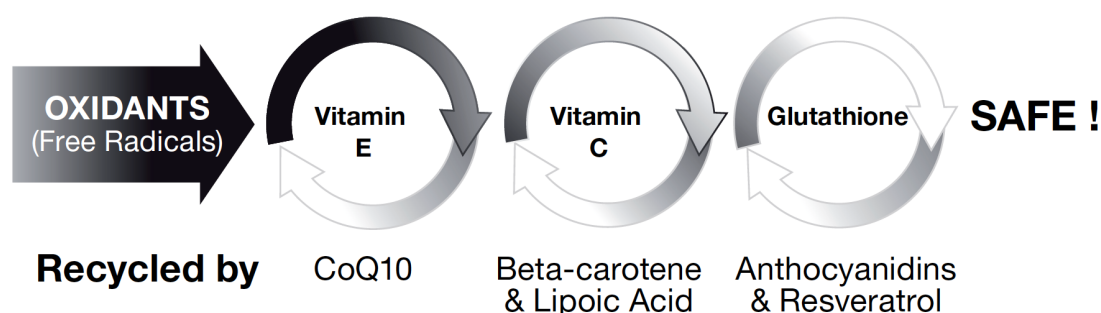 OXIDANTS
(Free Radicals)
Vitamin
E
Vitamin
C
Glutathione
SAFE !
Recycled by
CoQ10
Beta-carotene
& Lipoic Acid
Anthocyanidins
& Resveratrol